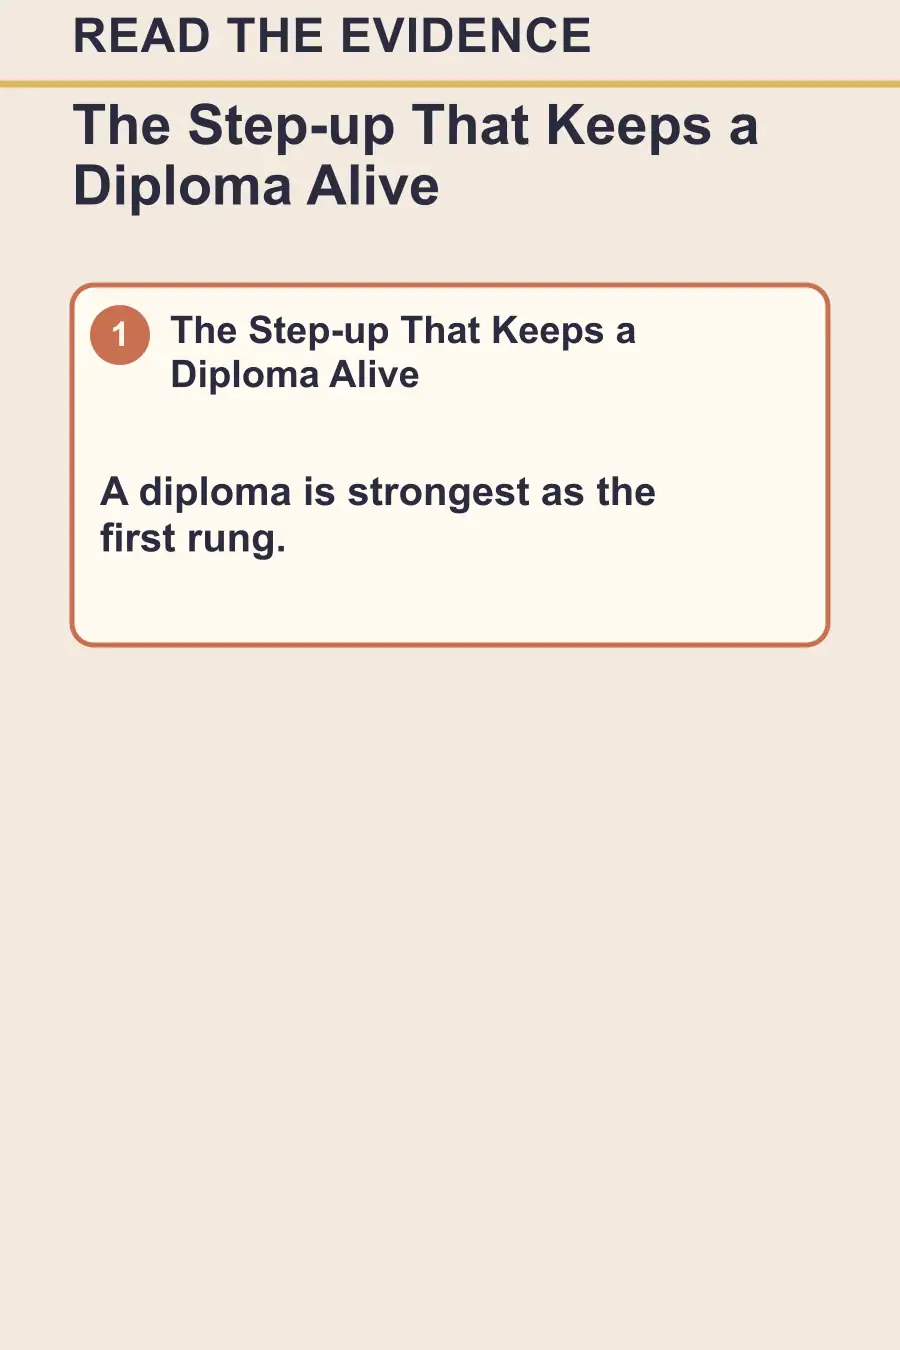 READ THE EVIDENCE
The Step-up That Keeps a
Diploma Alive
1
The Step-up That Keeps a
Diploma Alive
A diploma is strongest as the
first rung.